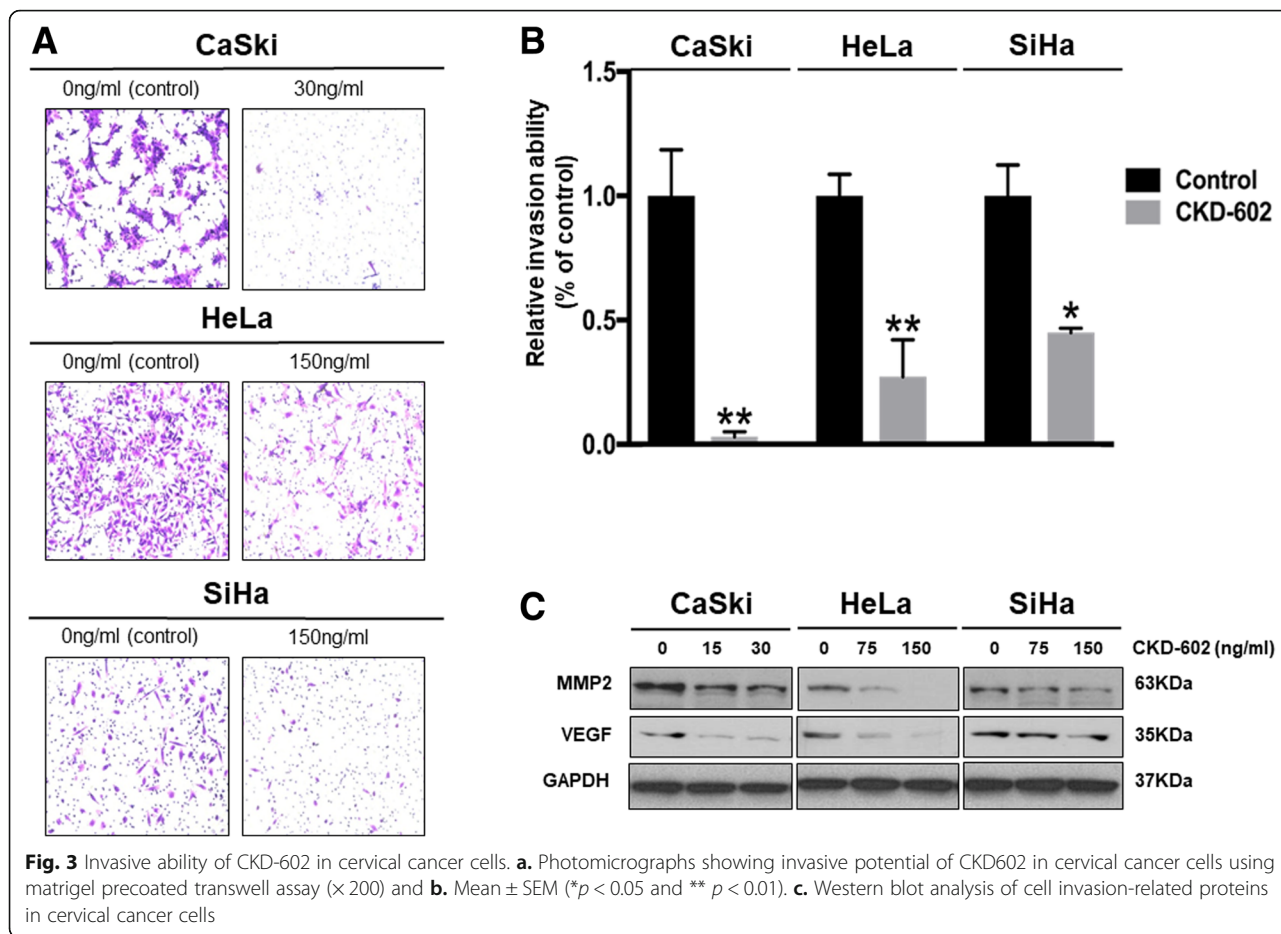 A
CaSki
0ng/ml (control) 30ng/ml
HeLa
0ng/ml (control) 150ng/ml
SiHa
0ng/ml (control) 150ng/ml
B
CaSki HeLa SiHa
Relative invasion ability
(% of control)
1.5
1.0
0.5
0.0
** ** *
Control
CKD-602
C
CaSki HeLa SiHa
0 15 30 0 75 150 0 75 150 CKD-602 (ng/ml)
MMP2 63KDa
VEGF 35KDa
GAPDH 37KDa
Fig. 3 Invasive ability of CKD-602 in cervical cancer cells. a. Photomicrographs showing invasive potential of CKD602 in cervical cancer cells using
matrigel precoated transwell assay (× 200) and b. Mean ± SEM (*p < 0.05 and ** p < 0.01). c. Western blot analysis of cell invasion-related proteins
in cervical cancer cells